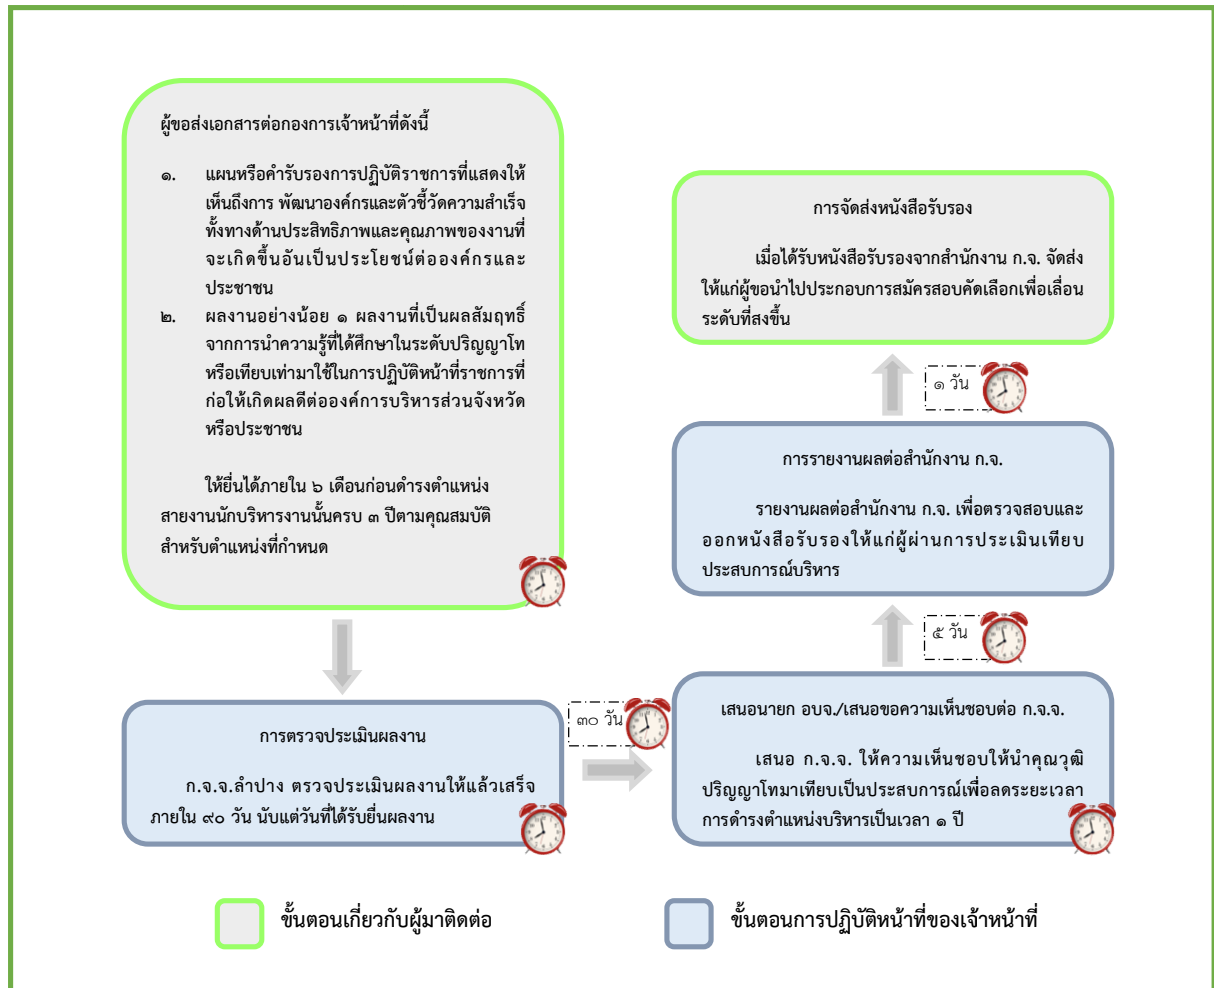 ผู้ขอส่งเอกสารต่อกองการเจ้าหน้าที่ดังนี้
๑. แผนหรือคำรับรองการปฏิบัติราชการที่แสดงให้
เห็นถึงการ พัฒนาองค์กรและตัวชี้วัดความสำเร็จ
ทั้งทางด้านประสิทธิภาพและคุณภาพของงานที่
จะเกิดขึ้นอันเป็นประโยชน์ต่อองค์กรและ
ประชาชน
๒. ผลงานอย่างน้อย ๑ ผลงานที่เป็นผลสัมฤทธิ์
จากการนำความรู้ที่ได้ศึกษาในระดับปริญญาโท
หรือเทียบเท่ามาใช้ในการปฏิบัติหน้าที่ราชการที่
ก่อให้เกิดผลดีต่อองค์การบริหารส่วนจังหวัด
หรือประชาชน
ให้ยื่นได้ภายใน ๖ เดือนก่อนดำรงตำแหน่ง
สายงานนักบริหารงานนั้นครบ ๓ ปีตามคุณสมบัติ
สำหรับตำแหน่งที่กำหนด
การตรวจประเมินผลงาน
ก.จ.จ.ลำปาง ตรวจประเมินผลงานให้แล้วเสร็จ
ภายใน ๙๐ วัน นับแต่วันที่ได้รับยื่นผลงาน
๓๐ วัน
เสนอนายก อบจ./เสนอขอความเห็นชอบต่อ ก.จ.จ.
เสนอ ก.จ.จ. ให้ความเห็นชอบให้นำคุณวุฒิ
ปริญญาโทมาเทียบเป็นประสบการณ์เพื่อลดระยะเวลา
การดำรงตำแหน่งบริหารเป็นเวลา ๑ ปี
๕ วัน
การรายงานผลต่อสำนักงาน ก.จ.
รายงานผลต่อสำนักงาน ก.จ. เพื่อตรวจสอบและ
ออกหนังสือรับรองให้แก่ผู้ผ่านการประเมินเทียบ
ประสบการณ์บริหาร
๑ วัน
การจัดส่งหนังสือรับรอง
เมื่อได้รับหนังสือรับรองจากสำนักงาน ก.จ. จัดส่ง
ให้แก่ผู้ขอนำไปประกอบการสมัครสอบคัดเลือกเพื่อเลื่อน
ระดับที่สงขึ้น
ขั้นตอนเกี่ยวกับผู้มาติดต่อ
ขั้นตอนการปฏิบัติหน้าที่ของเจ้าหน้าที่